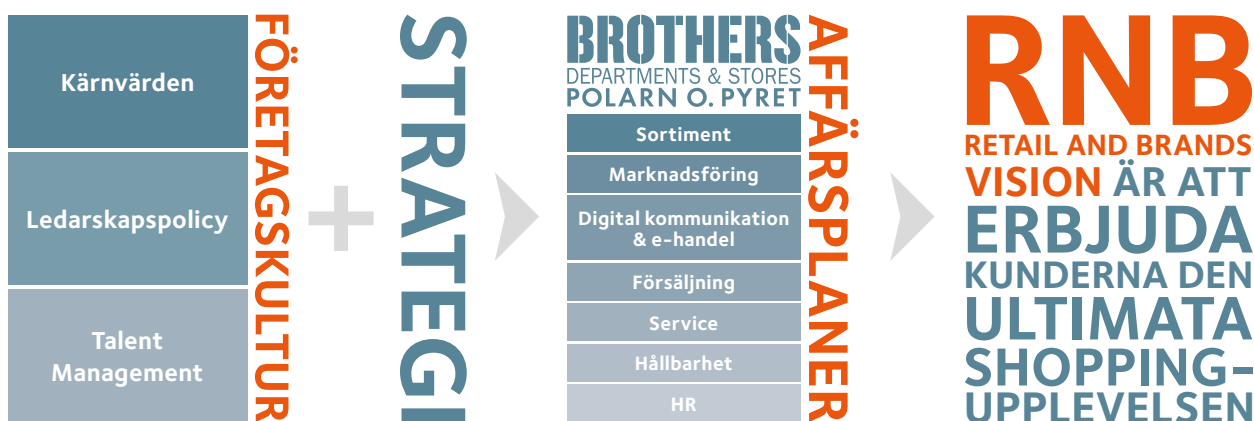 Kärnvärden
Ledarskapspolicy
Talent
Management
FÖRETAGSKULTUR
+
STRATEGI
BROTHERS
DEPARTMENTS & STORES
POLARN O. PYRET
Sortiment
Marknadsföring
Digital kommunikation
& e-handel
Försäljning
Service
Hållbarhet
HR
AFFÄRSPLANER
RNB
RETAIL AND BRANDS
VISION ÄR ATT
ERBJUDA
KUNDERNA DEN
ULTIMATA
SHOPPING-
UPPLEVELSEN